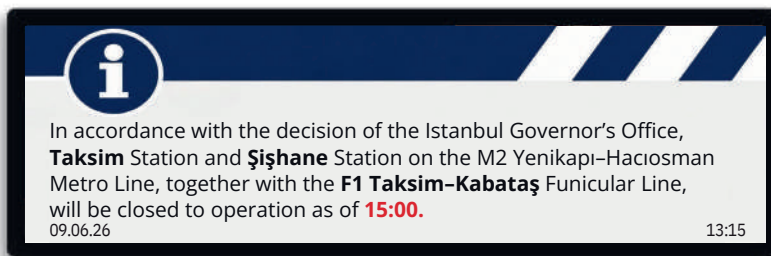 i
In accordance with the decision of the Istanbul Governor's Office,
Taksim Station and Şişhane Station on the M2 Yenikapı–Hacıosman
Metro Line, together with the F1 Taksim–Kabataş Funicular Line,
will be closed to operation as of 15:00.
09.06.26 13:15